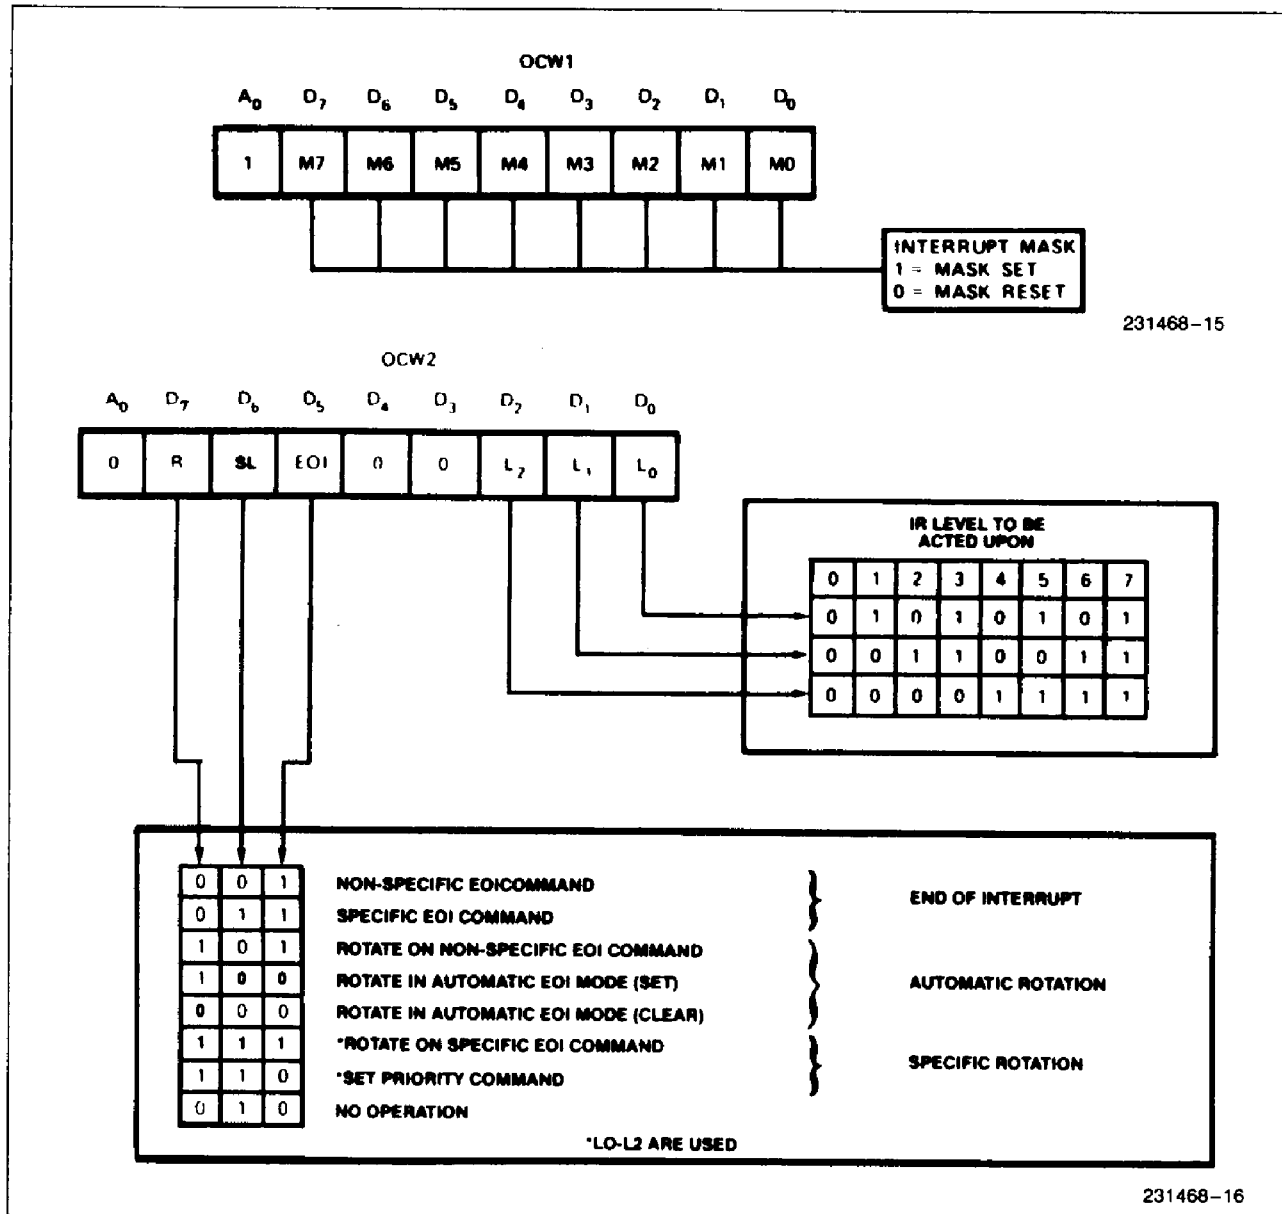 OCW1
A0 D7 D6 D5 D4 D3 D2 D1 D0
1 M7 M6 M5 M4 M3 M2 M1 M0
INTERRUPT MASK
1 = MASK SET
0 = MASK RESET
231468-15
OCW2
A0 D7 D6 D5 D4 D3 D2 D1 D0
0 R SL EOI 0 0 L2 L1 L0
IR LEVEL TO BE
ACTED UPON
0 1 2 3 4 5 6 7
0 1 0 1 0 1 0 1
0 0 1 1 0 0 1 1
0 0 0 0 1 1 1 1
0 0 1 NON-SPECIFIC EOICOMMAND
0 1 1 SPECIFIC EOI COMMAND
END OF INTERRUPT
1 0 1 ROTATE ON NON-SPECIFIC EOI COMMAND
1 0 0 ROTATE IN AUTOMATIC EOI MODE (SET)
0 0 0 ROTATE IN AUTOMATIC EOI MODE (CLEAR)
AUTOMATIC ROTATION
1 1 1 *ROTATE ON SPECIFIC EOI COMMAND
1 1 0 *SET PRIORITY COMMAND
SPECIFIC ROTATION
0 1 0 NO OPERATION
*LO-L2 ARE USED
231468-16